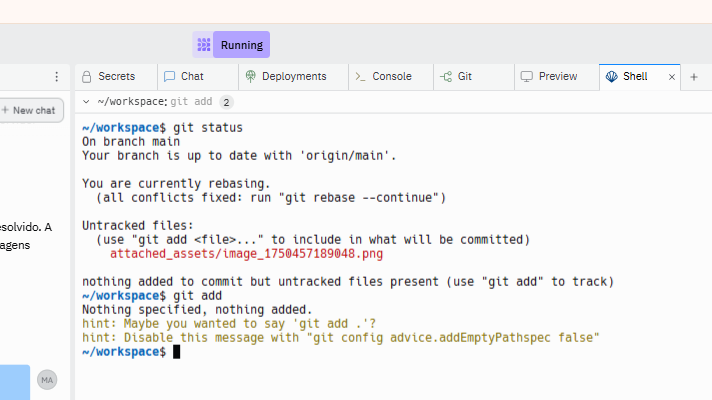 Running
Secrets Chat Deployments Console Git Preview Shell × +
+ New chat
~/workspace: git add 2
~/workspace$ git status
On branch main
Your branch is up to date with 'origin/main'.
You are currently rebasing.
(all conflicts fixed: run "git rebase --continue")
esolvido. A
agens
Untracked files:
(use "git add <file>..." to include in what will be committed)
attached_assets/image_1750457189048.png
nothing added to commit but untracked files present (use "git add" to track)
~/workspace$ git add
Nothing specified, nothing added.
hint: Maybe you wanted to say 'git add .'?
hint: Disable this message with "git config advice.addEmptyPathspec false"
~/workspace$
MA